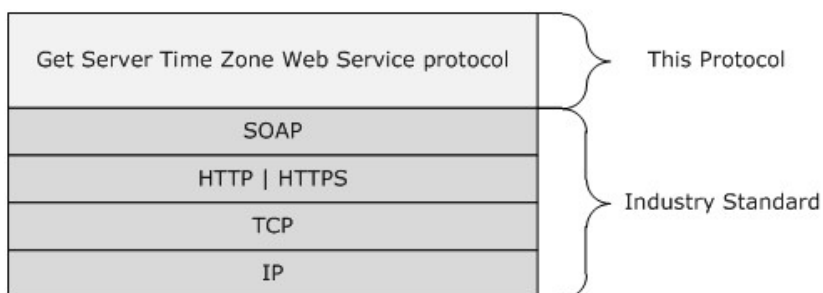 Get Server Time Zone Web Service protocol
This Protocol
SOAP
HTTP | HTTPS
Industry Standard
TCP
IP